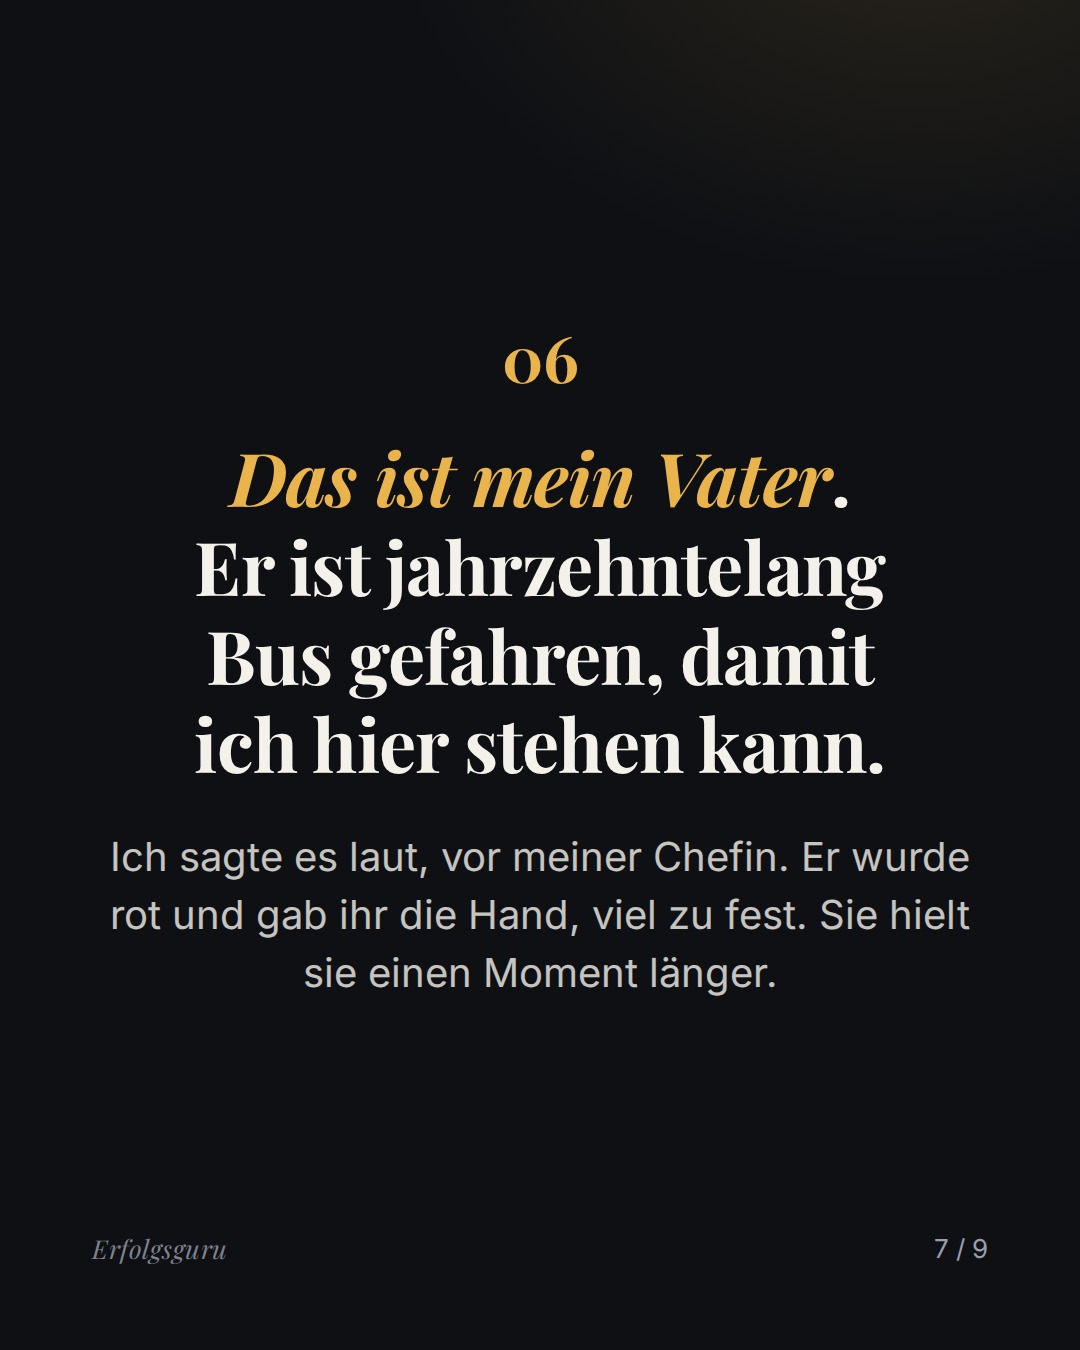 06
Das ist mein Vater.
Er ist jahrzehntelang
Bus gefahren, damit
ich hier stehen kann.
Ich sagte es laut, vor meiner Chefin. Er wurde
rot und gab ihr die Hand, viel zu fest. Sie hielt
sie einen Moment länger.
Erfolgsguru
7 / 9